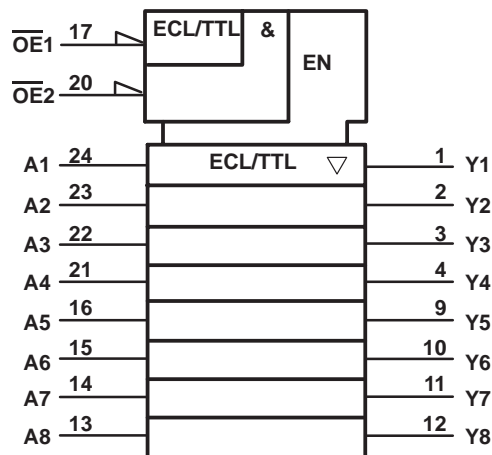 O̅E̅1 17 ECL/TTL & EN
O̅E̅2 20
A1 24 ECL/TTL ▽ 1 Y1
A2 23 2 Y2
A3 22 3 Y3
A4 21 4 Y4
A5 16 9 Y5
A6 15 10 Y6
A7 14 11 Y7
A8 13 12 Y8